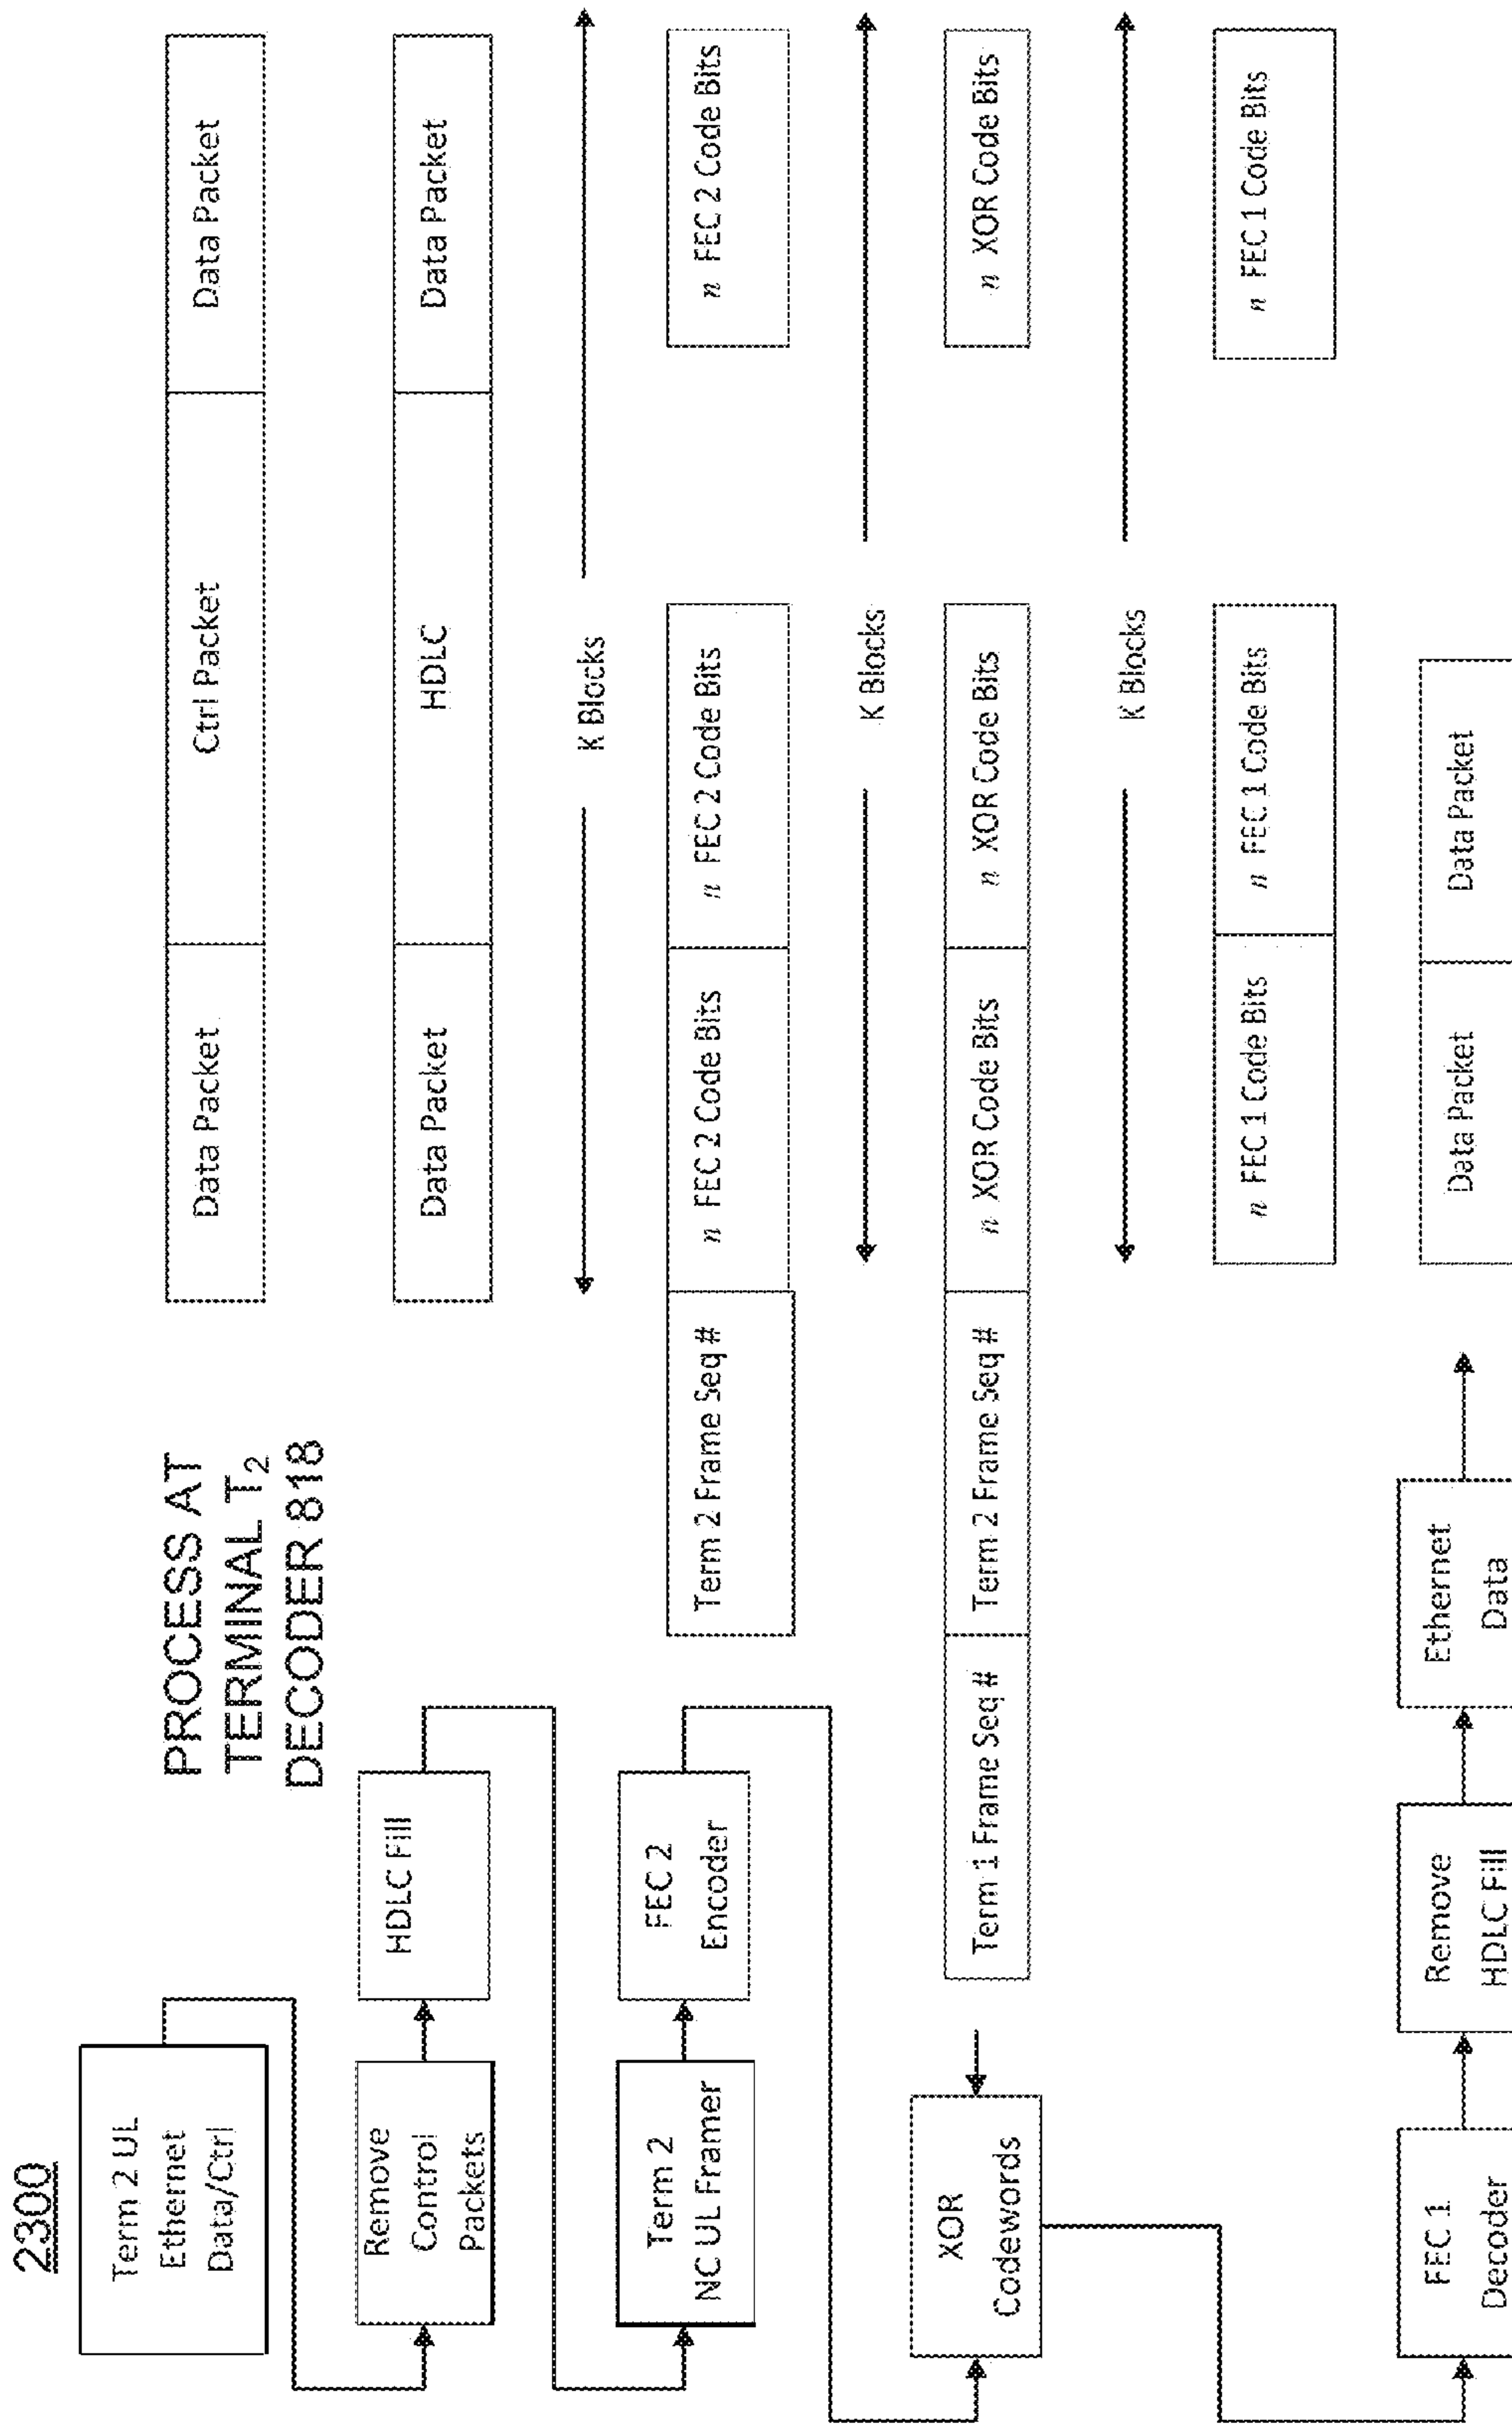 2300
PROCESS AT
TERMINAL T2
DECODER 818
Term 2 UL
Ethernet
Data/Ctrl
Data Packet
Ctrl Packet
Data Packet
Remove
Control
Packets
HDLC Fill
Data Packet
HDLC
Data Packet
K Blocks
Term 2
NC UL Framer
FEC 2
Encoder
Term 2 Frame Seq #
n FEC 2 Code Bits
n FEC 2 Code Bits
n FEC 2 Code Bits
K Blocks
XOR
Codewords
Term 1 Frame Seq #
Term 2 Frame Seq #
n XOR Code Bits
n XOR Code Bits
n XOR Code Bits
K Blocks
n FEC 1 Code Bits
n FEC 1 Code Bits
n FEC 1 Code Bits
FEC 1
Decoder
Remove
HDLC Fill
Ethernet
Data
Data Packet
Data Packet